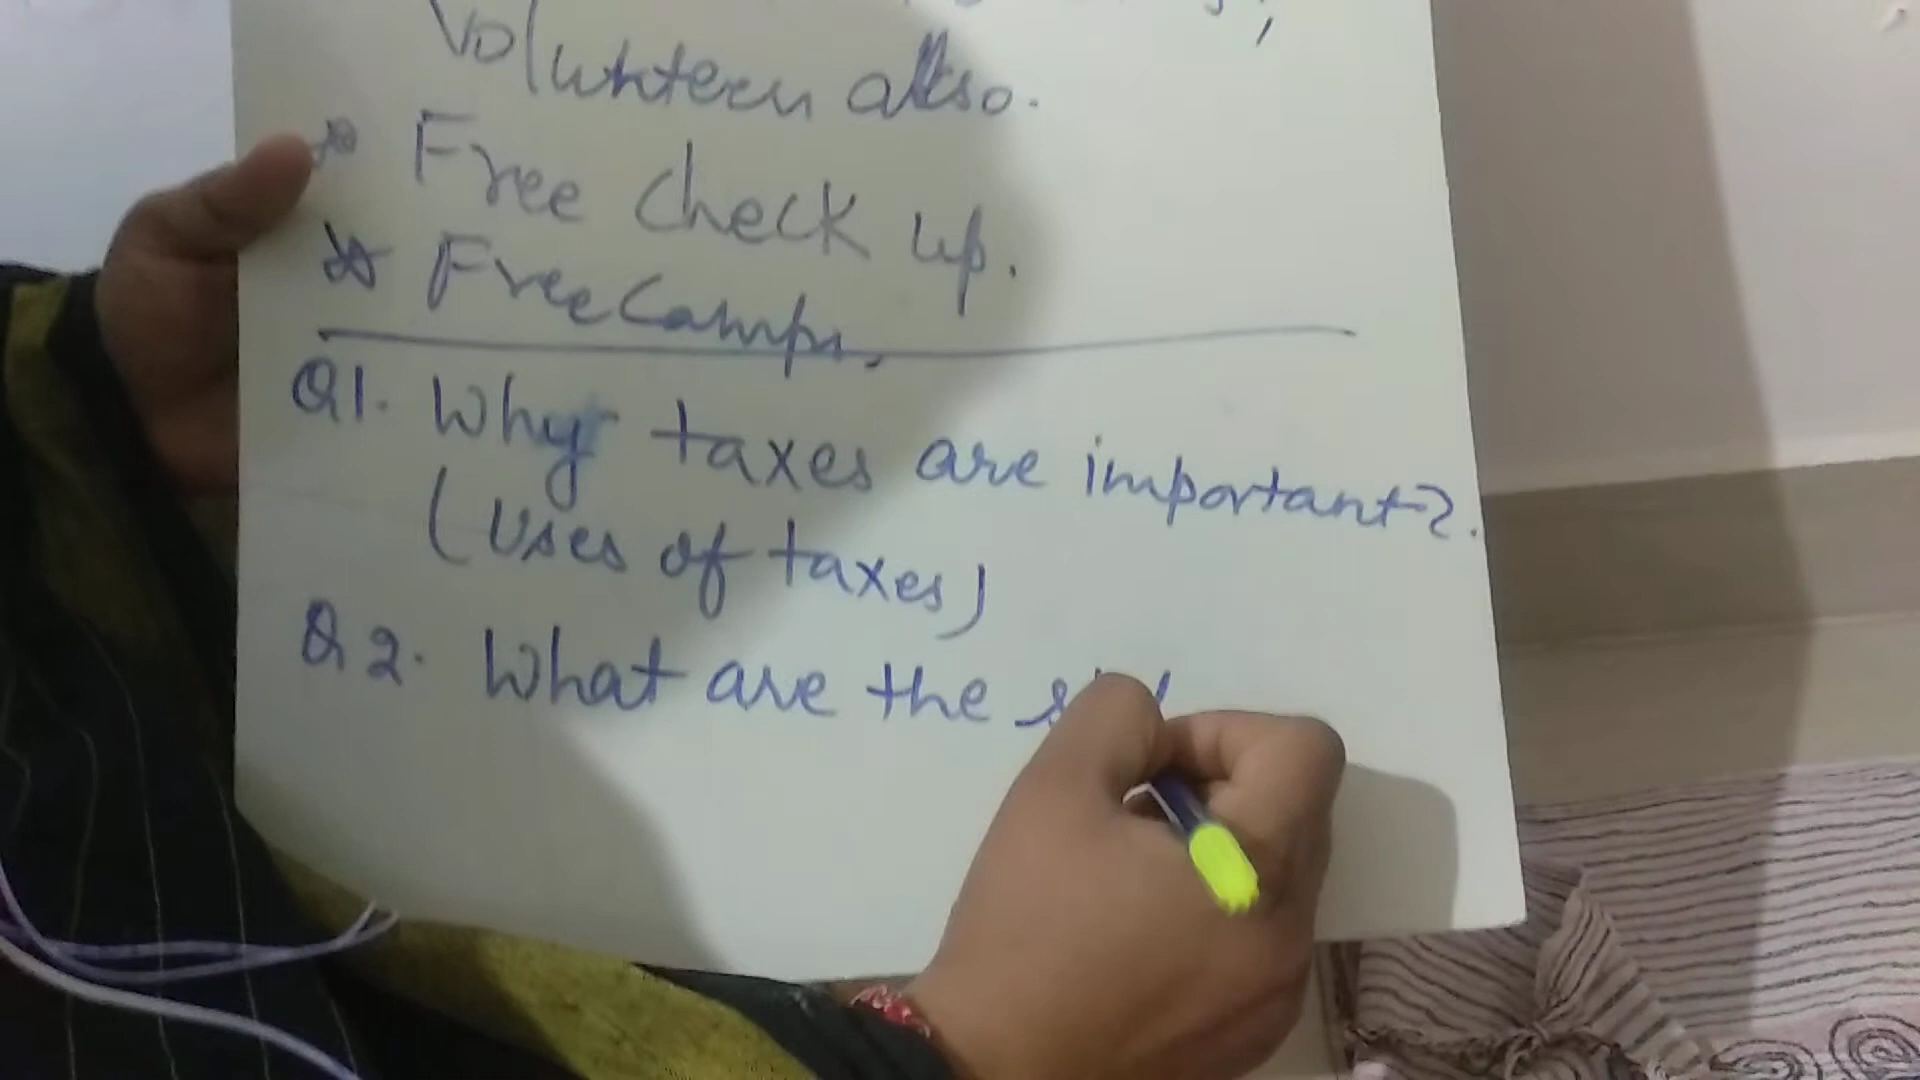 Volunteer also.
Free check up.
Free Camps.
Q1. Why taxes are important?.
(Uses of taxes)
Q2. What are the